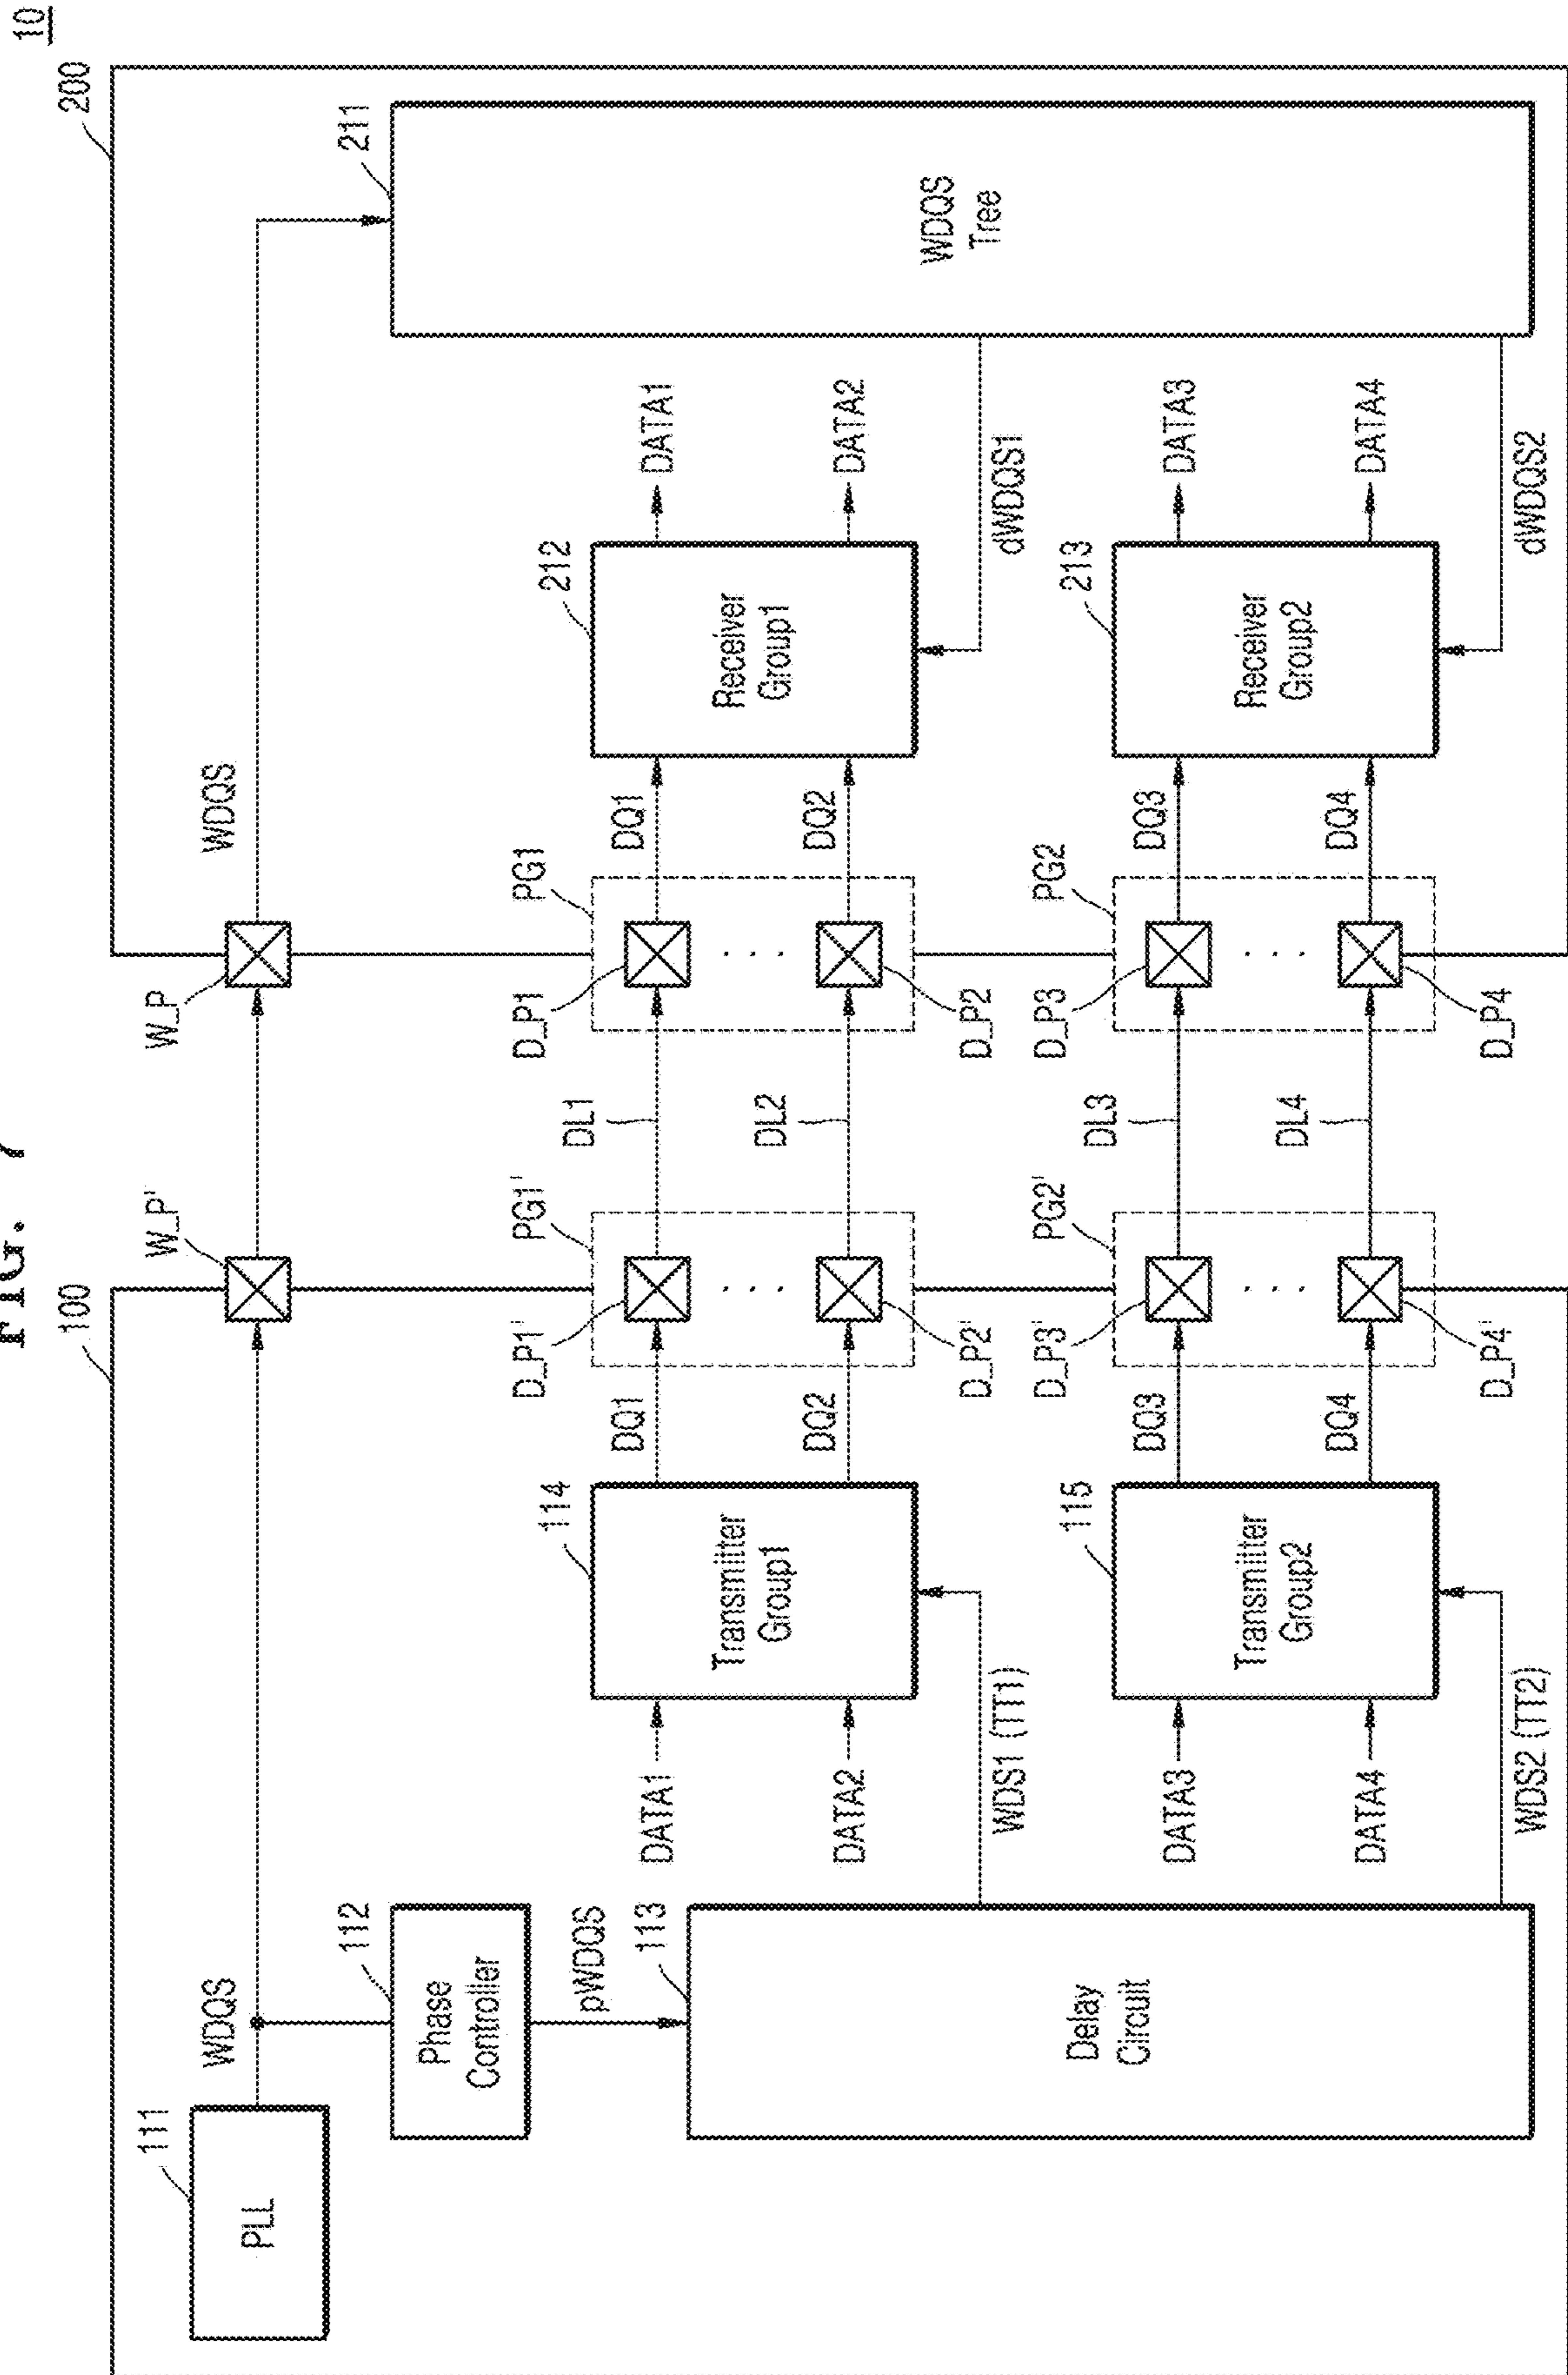 FIG. 7
10
100
200
111
PLL
WDQS
W_P'
W_P
WDQS
112
Phase
Controller
pWDQS
113
Delay
Circuit
211
WDQS
Tree
DATA1
DATA2
114
Transmitter
Group1
WDS1 (TT1)
DQ1
DQ2
PG1'
D_P1'
. . .
D_P2'
DL1
DL2
PG1
D_P1
. . .
D_P2
DQ1
DQ2
212
Receiver
Group1
DATA1
DATA2
dWDQS1
DATA3
DATA4
115
Transmitter
Group2
WDS2 (TT2)
DQ3
DQ4
PG2'
D_P3'
. . .
D_P4'
DL3
DL4
PG2
D_P3
. . .
D_P4
DQ3
DQ4
213
Receiver
Group2
DATA3
DATA4
dWDQS2